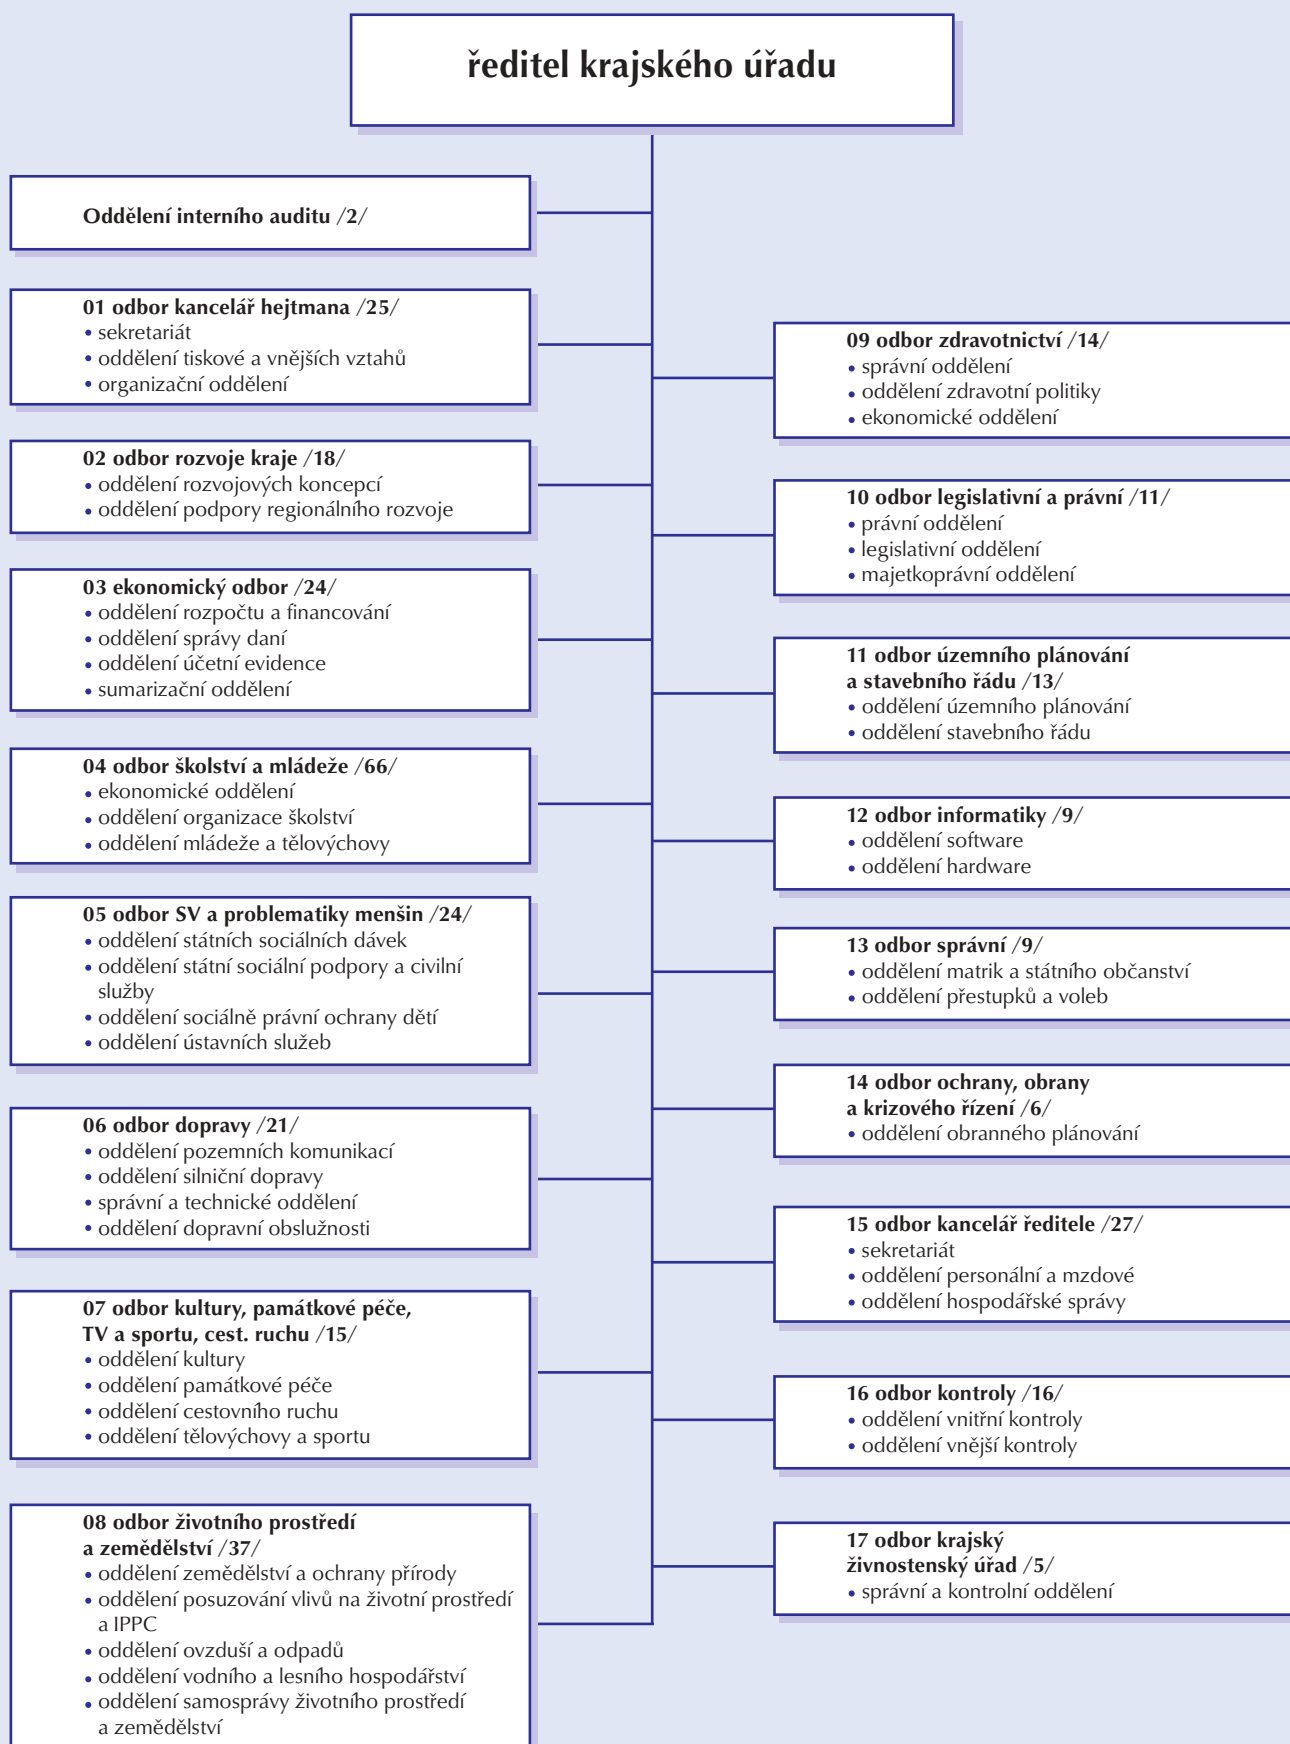 ředitel krajského úřadu
Oddělení interního auditu /2/
01 odbor kancelář hejtmana /25/
• sekretariát
• oddělení tiskové a vnějších vztahů
• organizační oddělení
02 odbor rozvoje kraje /18/
• oddělení rozvojových koncepcí
• oddělení podpory regionálního rozvoje
03 ekonomický odbor /24/
• oddělení rozpočtu a financování
• oddělení správy daní
• oddělení účetní evidence
• sumarizační oddělení
04 odbor školství a mládeže /66/
• ekonomické oddělení
• oddělení organizace školství
• oddělení mládeže a tělovýchovy
05 odbor SV a problematiky menšin /24/
• oddělení státních sociálních dávek
• oddělení státní sociální podpory a civilní
služby
• oddělení sociálně právní ochrany dětí
• oddělení ústavních služeb
06 odbor dopravy /21/
• oddělení pozemních komunikací
• oddělení silniční dopravy
• správní a technické oddělení
• oddělení dopravní obslužnosti
07 odbor kultury, památkové péče,
TV a sportu, cest. ruchu /15/
• oddělení kultury
• oddělení památkové péče
• oddělení cestovního ruchu
• oddělení tělovýchovy a sportu
08 odbor životního prostředí
a zemědělství /37/
• oddělení zemědělství a ochrany přírody
• oddělení posuzování vlivů na životní prostředí
a IPPC
• oddělení ovzduší a odpadů
• oddělení vodního a lesního hospodářství
• oddělení samosprávy životního prostředí
a zemědělství
09 odbor zdravotnictví /14/
• správní oddělení
• oddělení zdravotní politiky
• ekonomické oddělení
10 odbor legislativní a právní /11/
• právní oddělení
• legislativní oddělení
• majetkoprávní oddělení
11 odbor územního plánování
a stavebního řádu /13/
• oddělení územního plánování
• oddělení stavebního řádu
12 odbor informatiky /9/
• oddělení software
• oddělení hardware
13 odbor správní /9/
• oddělení matrik a státního občanství
• oddělení přestupků a voleb
14 odbor ochrany, obrany
a krizového řízení /6/
• oddělení obranného plánování
15 odbor kancelář ředitele /27/
• sekretariát
• oddělení personální a mzdové
• oddělení hospodářské správy
16 odbor kontroly /16/
• oddělení vnitřní kontroly
• oddělení vnější kontroly
17 odbor krajský
živnostenský úřad /5/
• správní a kontrolní oddělení